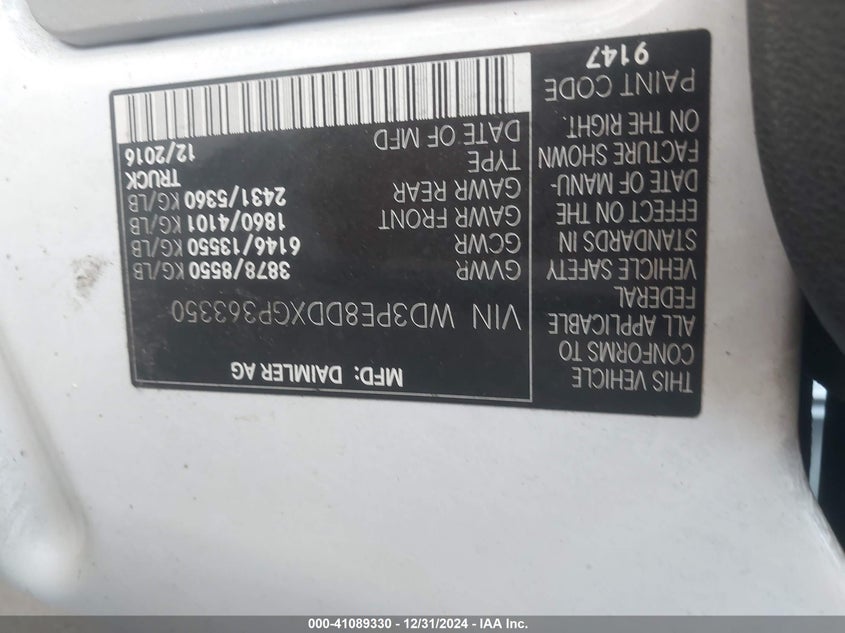 MFD: DAIMLER AG
VIN WD3PE8DDXGP363350
GVWR 3878/8550 KG/LB
GCWR 6146/13550 KG/LB
GAWR FRONT 1860/4101 KG/LB
GAWR REAR 2431/5360 KG/LB
TYPE TRUCK
DATE OF MFD 12/2016
THIS VEHICLE
CONFORMS TO
ALL APPLICABLE
FEDERAL
VEHICLE SAFETY
STANDARDS IN
EFFECT ON THE
DATE OF MANU-
FACTURE SHOWN
ON THE RIGHT.
PAINT CODE
9147
000-41089330 - 12/31/2024 - IAA Inc.